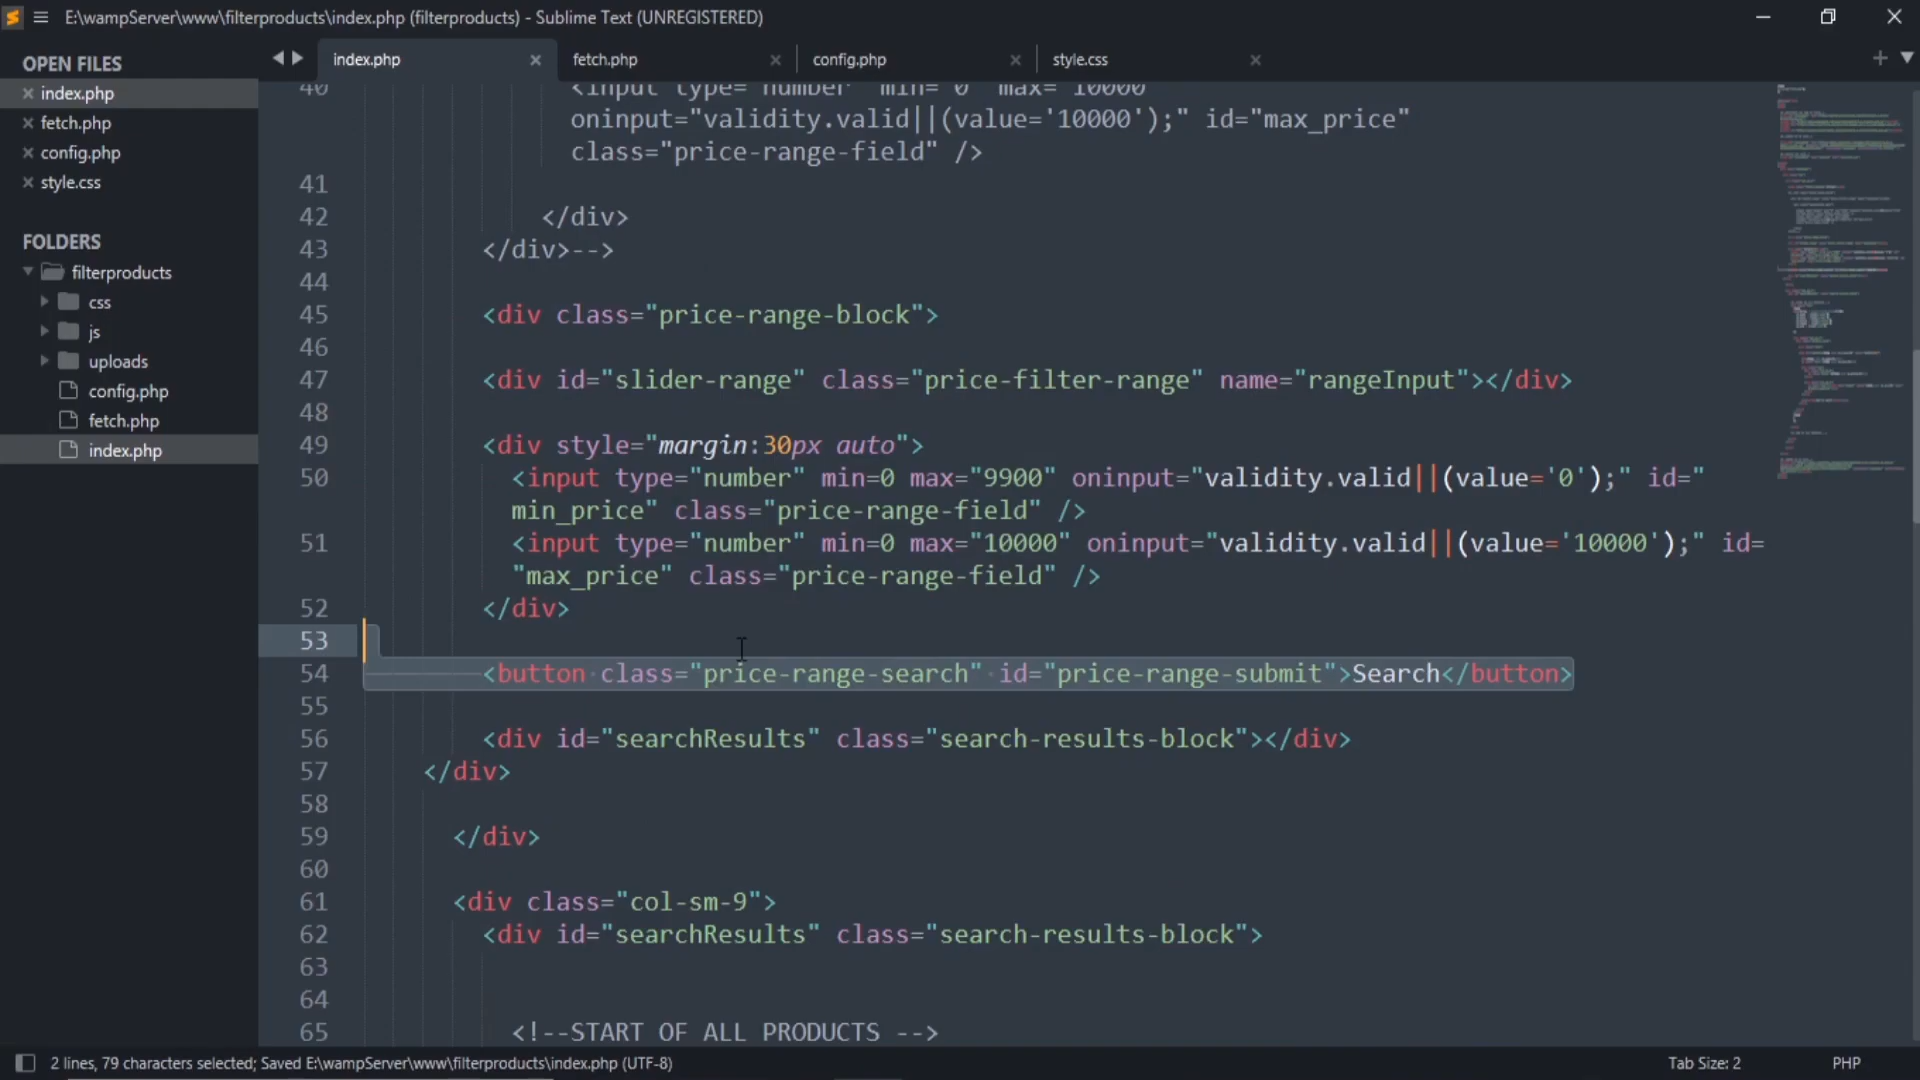 E:\wampServer\www\filterproducts\index.php (filterproducts) - Sublime Text (UNREGISTERED)
OPEN FILES
index.php
fetch.php
config.php
style.css
FOLDERS
filterproducts
css
js
uploads
config.php
fetch.php
index.php
index.php
fetch.php
config.php
style.css
40 <input type="number" min="0" max="10000"
oninput="validity.valid||(value='10000');" id="max_price"
class="price-range-field" />
41
42 </div>
43 </div>-->
44
45 <div class="price-range-block">
46
47 <div id="slider-range" class="price-filter-range" name="rangeInput"></div>
48
49 <div style="margin:30px auto">
50 <input type="number" min=0 max="9900" oninput="validity.valid||(value='0');" id="
min_price" class="price-range-field" />
51 <input type="number" min=0 max="10000" oninput="validity.valid||(value='10000');" id=
"max_price" class="price-range-field" />
52 </div>
53
54 <button class="price-range-search" id="price-range-submit">Search</button>
55
56 <div id="searchResults" class="search-results-block"></div>
57 </div>
58
59 </div>
60
61 <div class="col-sm-9">
62 <div id="searchResults" class="search-results-block">
63
64
65 <!--START OF ALL PRODUCTS -->
2 lines, 79 characters selected; Saved E:\wampServer\www\filterproducts\index.php (UTF-8)
Tab Size: 2
PHP